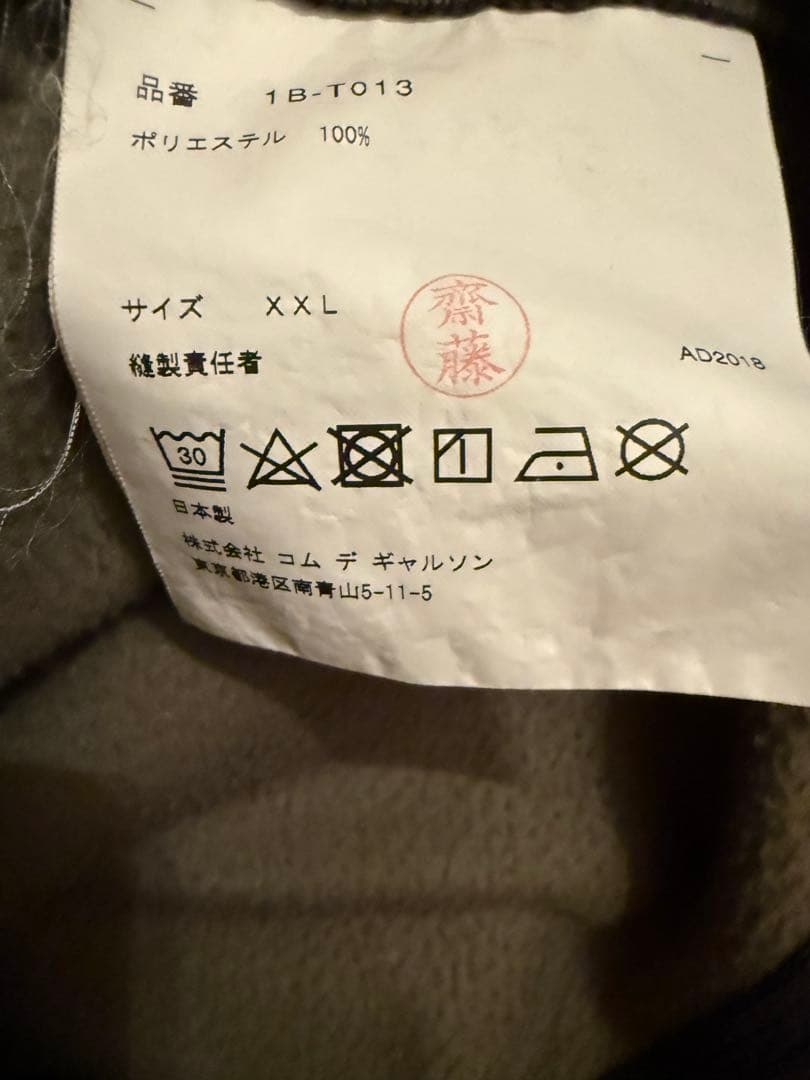 品番 1B-T013
ポリエステル 100%
サイズ XXL
齋藤
縫製責任者
AD2018
30
日本製
株式会社 コム デ ギャルソン
東京都港区南青山5-11-5